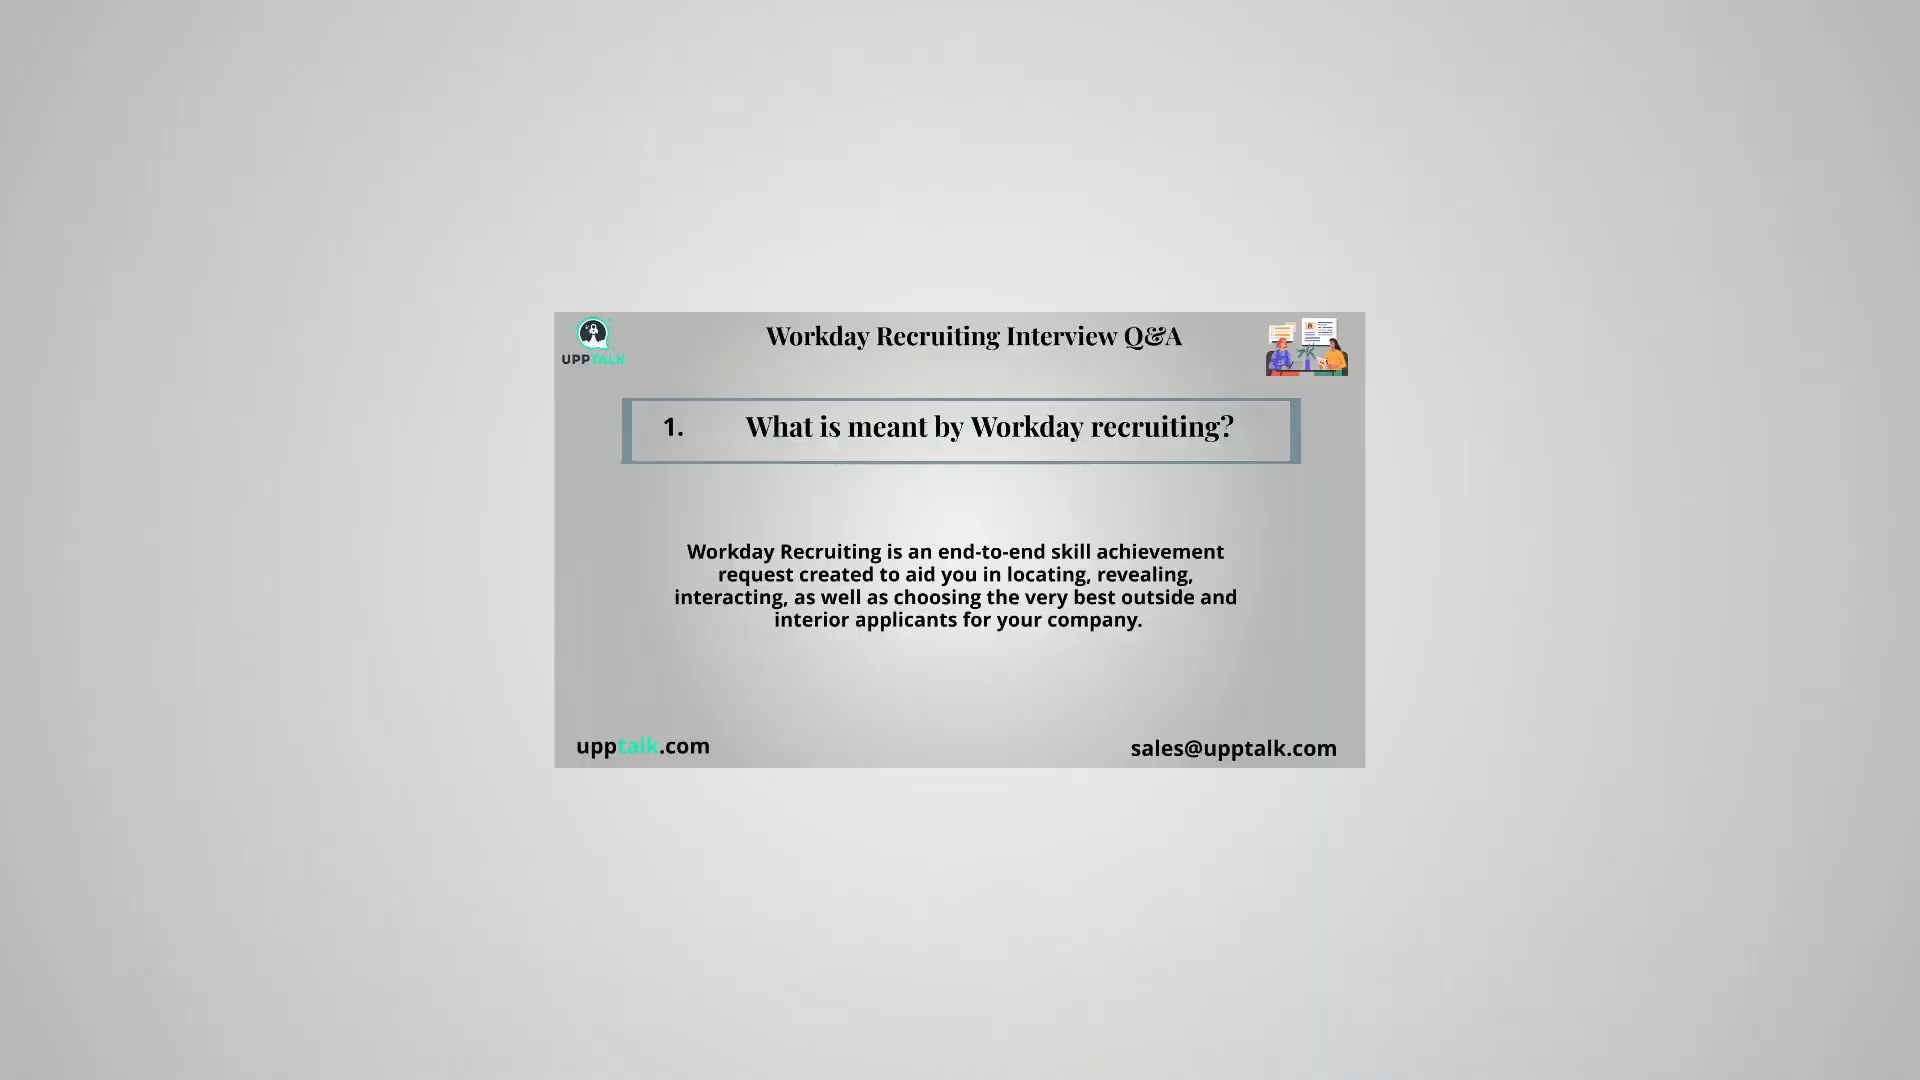 UPPTALK
Workday Recruiting Interview Q&A
1. What is meant by Workday recruiting?
Workday Recruiting is an end-to-end skill achievement
request created to aid you in locating, revealing,
interacting, as well as choosing the very best outside and
interior applicants for your company.
upptalk.com
sales@upptalk.com